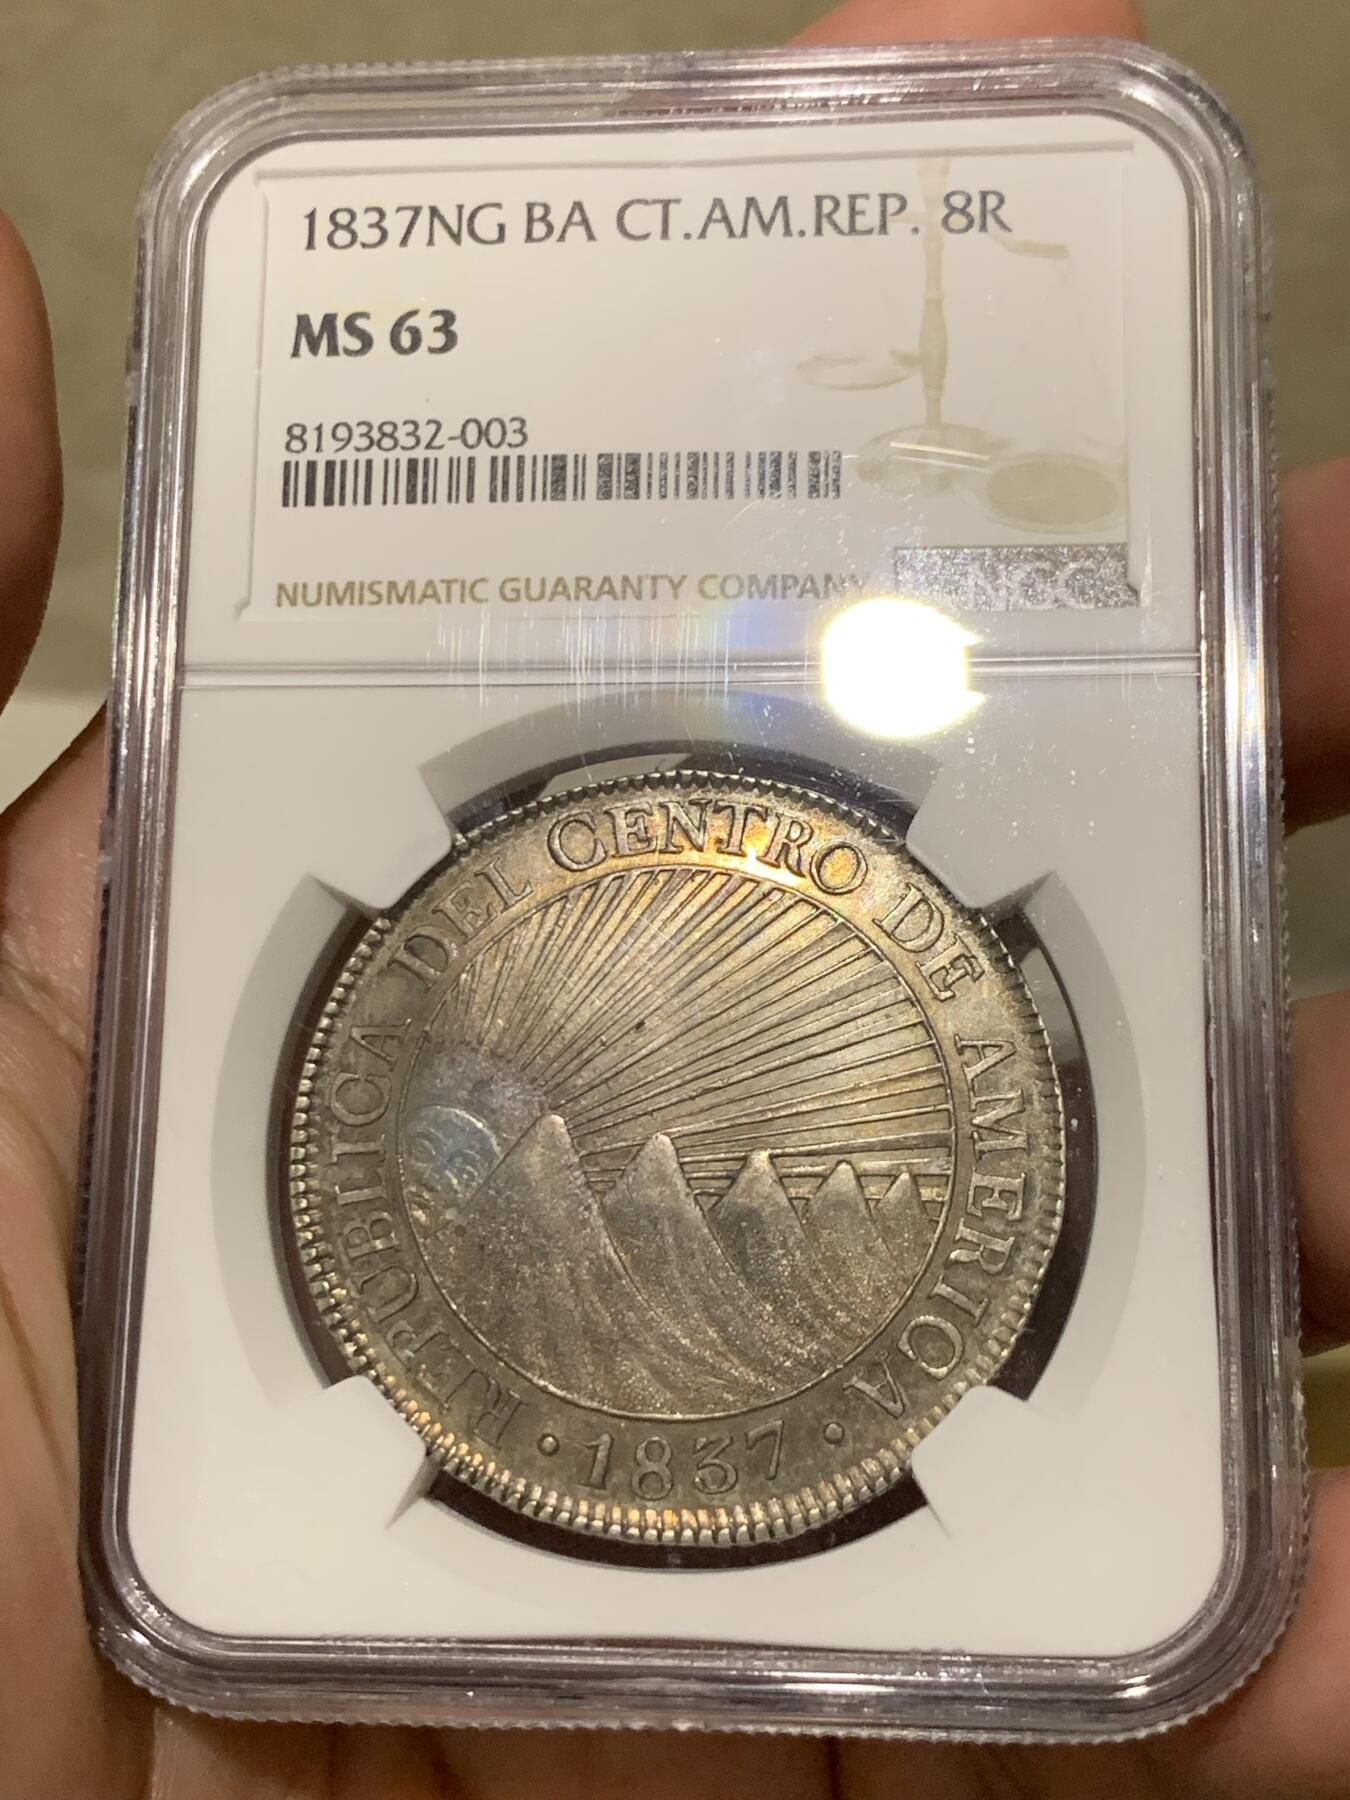 1837NG BA CT.AM.REP. 8R
MS 63
8193832-003
NUMISMATIC GUARANTY COMPANY
NGC
REPUBLICA DEL CENTRO DE AMERICA
· 1837 ·